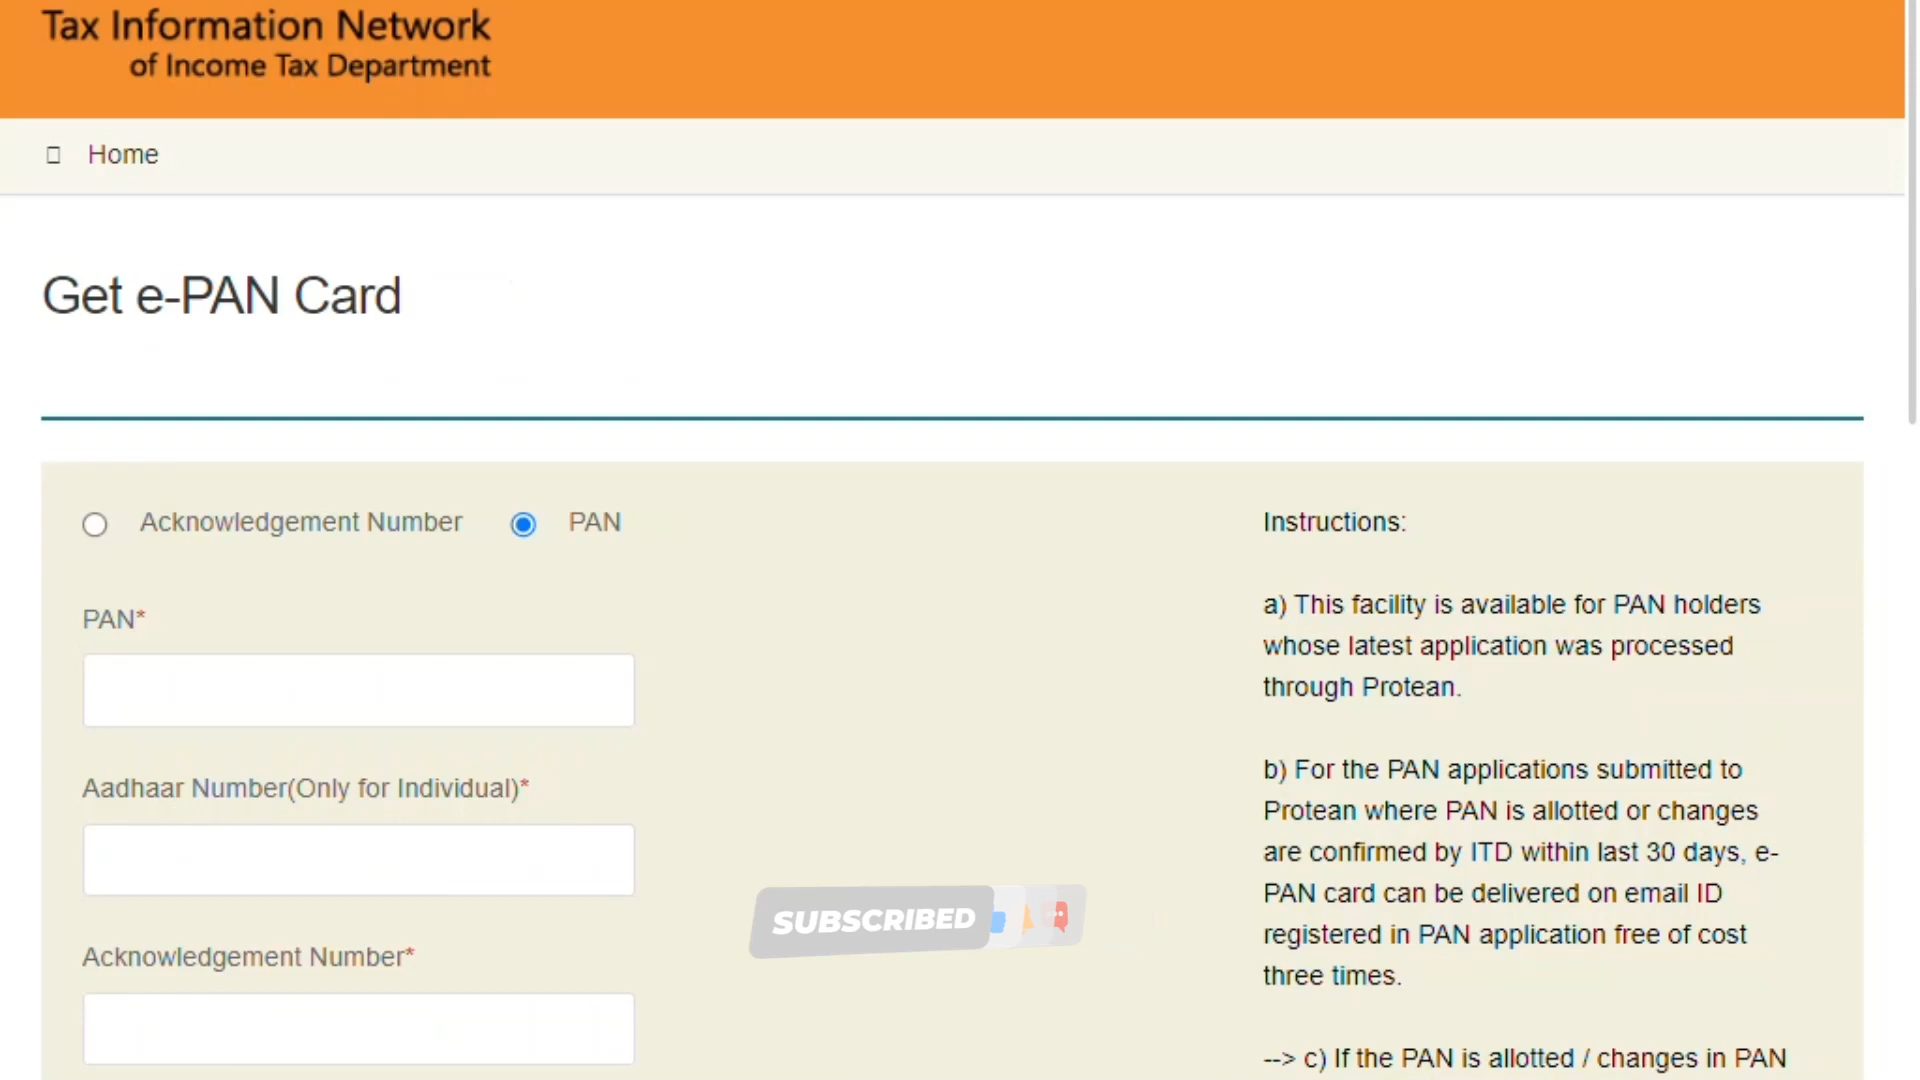 Tax Information Network
of Income Tax Department
Home
Get e-PAN Card
Acknowledgement Number PAN
PAN*
Aadhaar Number(Only for Individual)*
Acknowledgement Number*
Instructions:
a) This facility is available for PAN holders
whose latest application was processed
through Protean.
b) For the PAN applications submitted to
Protean where PAN is allotted or changes
are confirmed by ITD within last 30 days, e-
PAN card can be delivered on email ID
registered in PAN application free of cost
three times.
--> c) If the PAN is allotted / changes in PAN
SUBSCRIBED